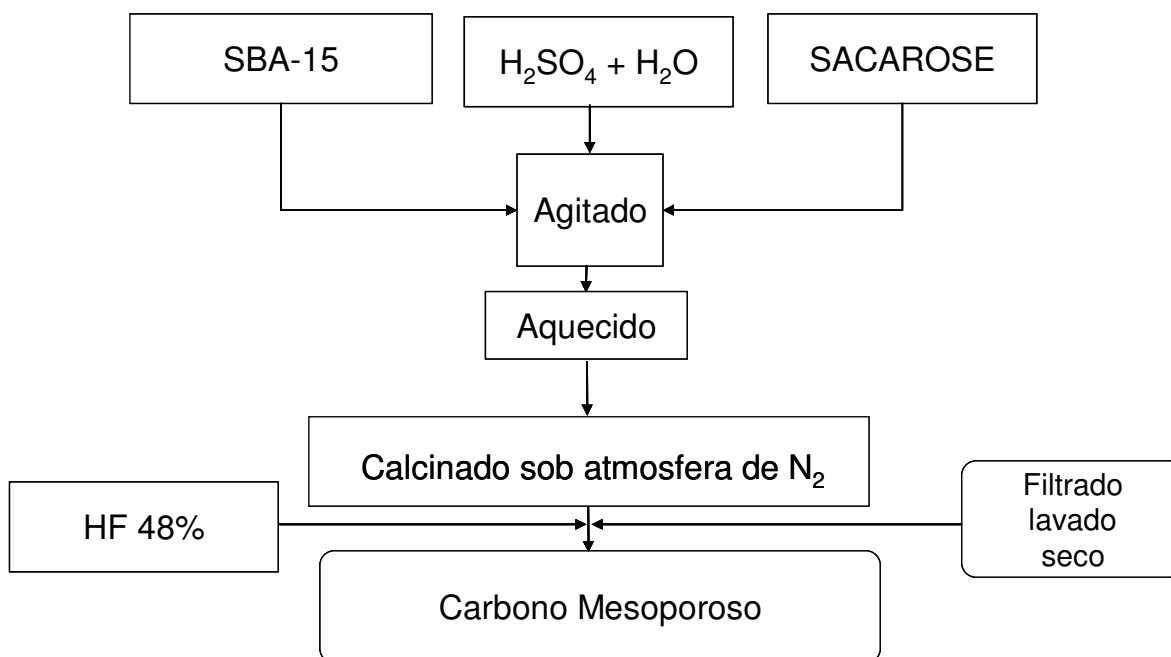 SBA-15
H₂SO₄ + H₂O
SACAROSE
Agitado
Aquecido
Calcinado sob atmosfera de N₂
HF 48%
Filtrado
lavado
seco
Carbono Mesoporoso